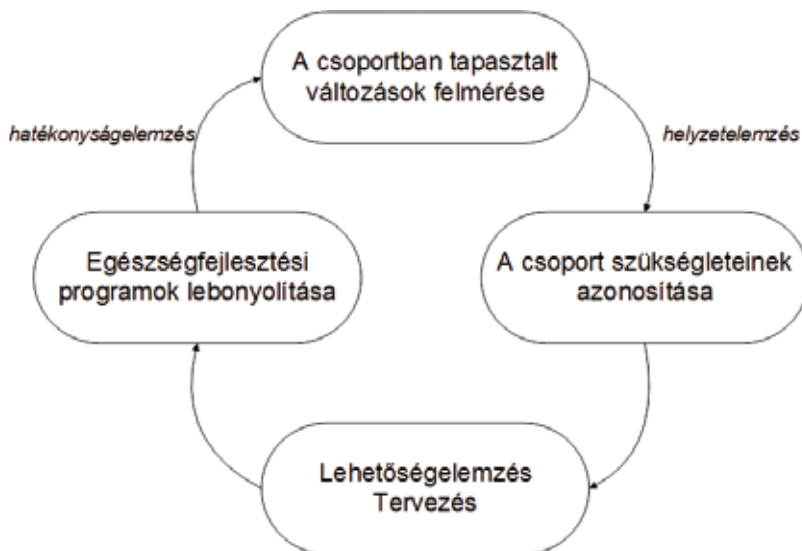 A csoportban tapasztalt
változások felmérése
hatékonyságelemzés
helyzetelemzés
Egészségfejlesztési
programok lebonyolítása
A csoport szükségleteinek
azonosítása
Lehetőségelemzés
Tervezés